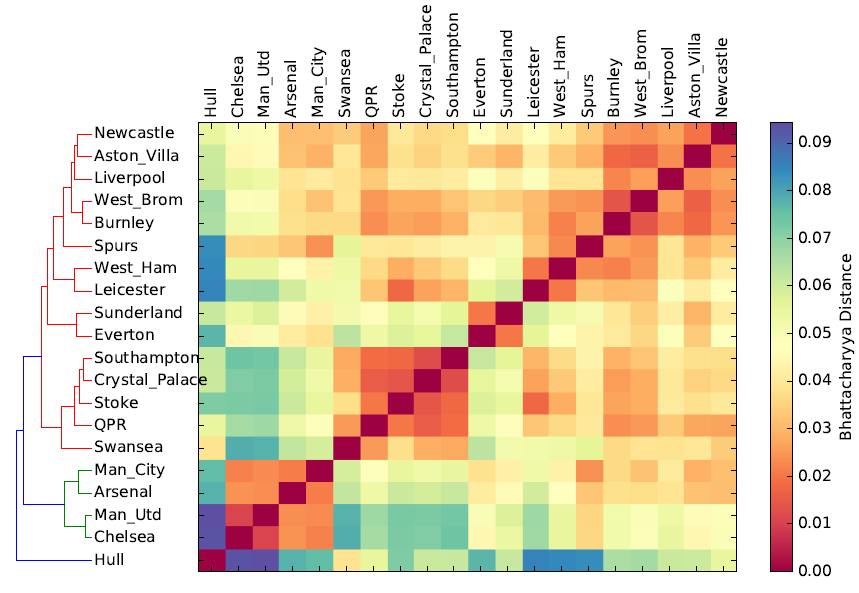 Hull
Chelsea
Man_Utd
Arsenal
Man_City
Swansea
QPR
Stoke
Crystal_Palace
Southampton
Everton
Sunderland
Leicester
West_Ham
Spurs
Burnley
West_Brom
Liverpool
Aston_Villa
Newcastle
Newcastle
Aston_Villa
Liverpool
West_Brom
Burnley
Spurs
West_Ham
Leicester
Sunderland
Everton
Southampton
Crystal_Palace
Stoke
QPR
Swansea
Man_City
Arsenal
Man_Utd
Chelsea
Hull
0.09
0.08
0.07
0.06
0.05
0.04
0.03
0.02
0.01
0.00
Bhattacharyya Distance